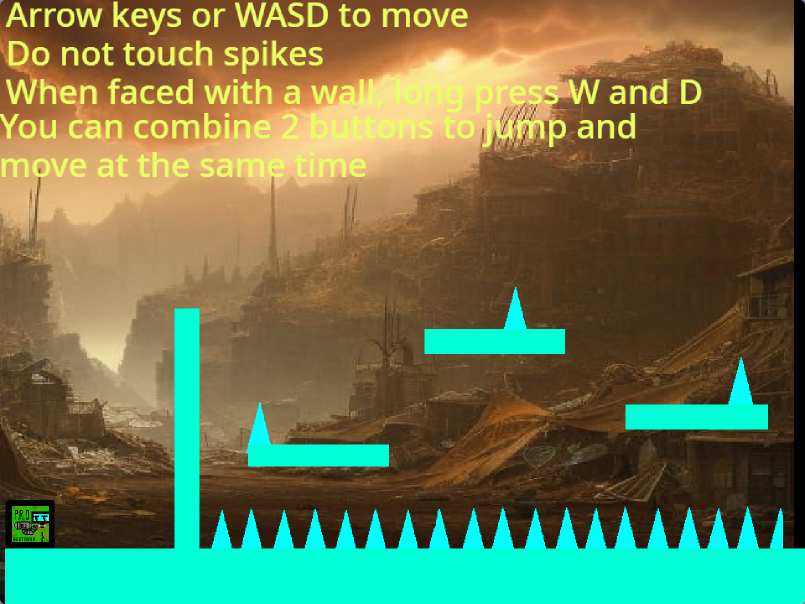 Arrow keys or WASD to move
Do not touch spikes
When faced with a wall, long press W and D
You can combine 2 buttons to jump and
move at the same time
P.R.O